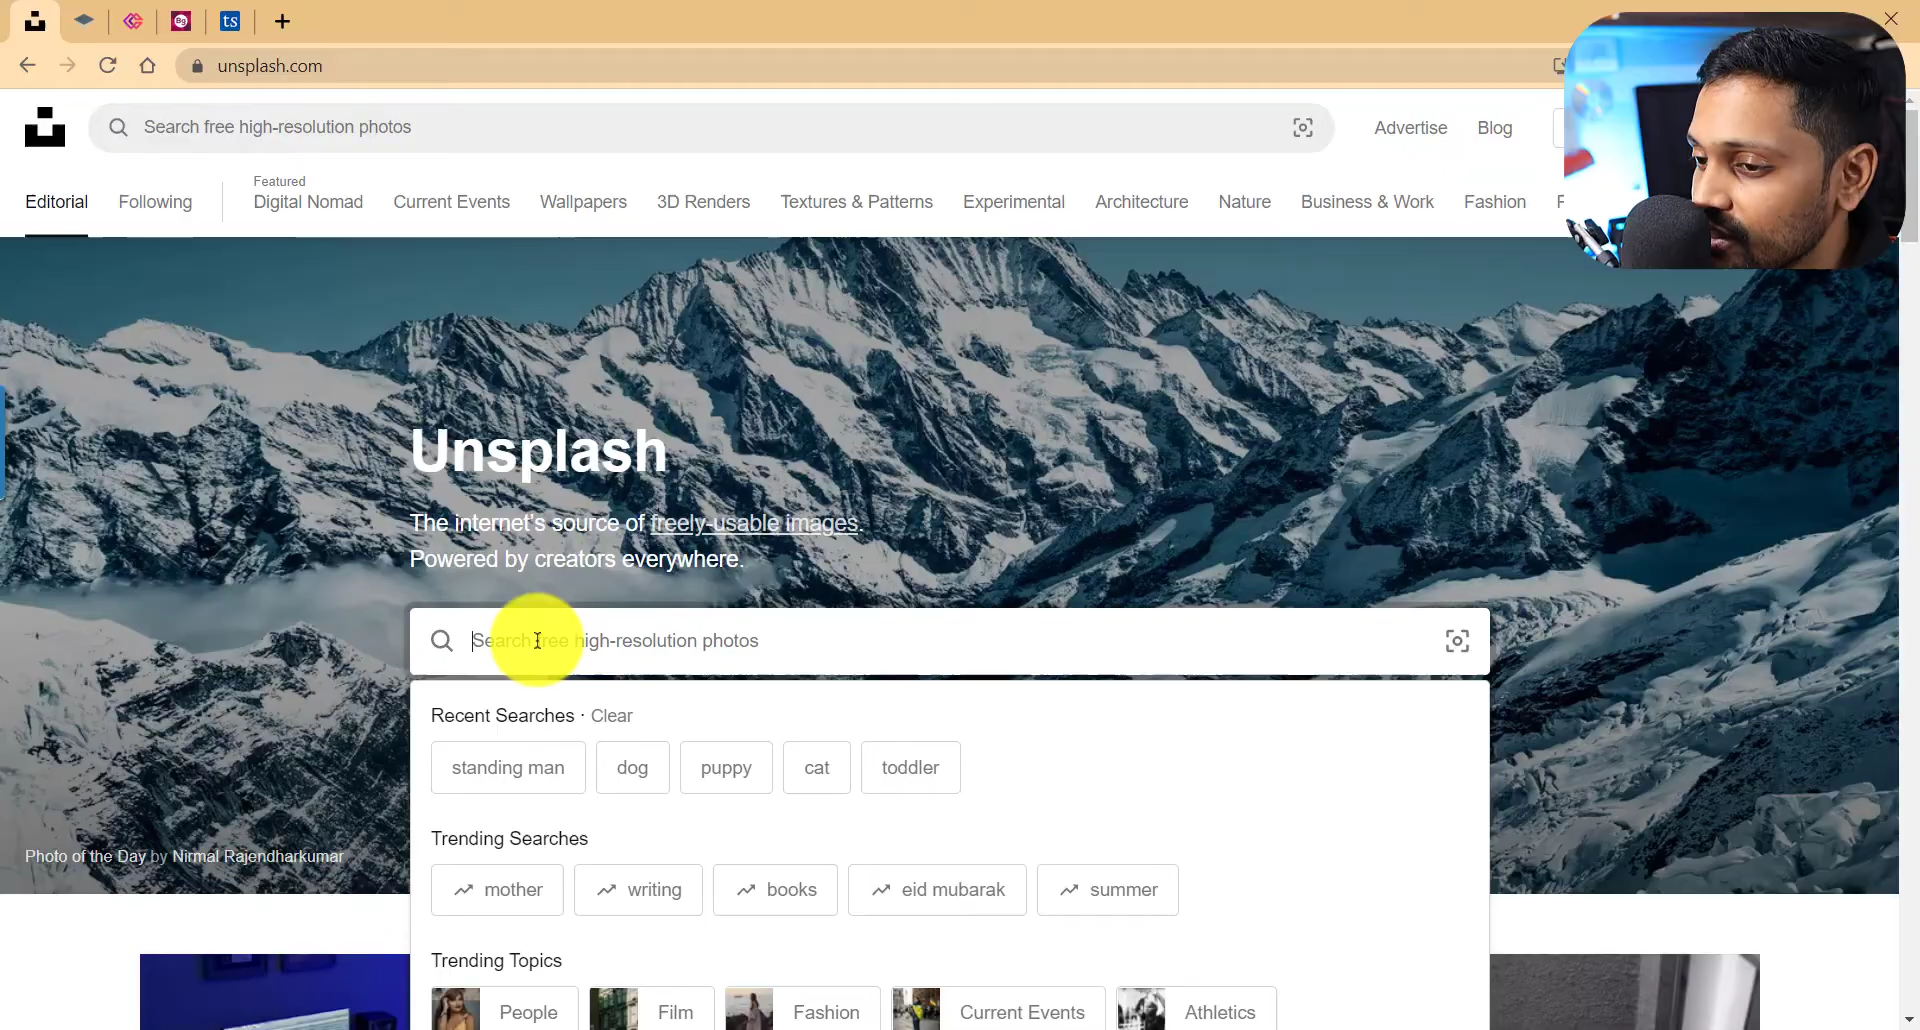 Bg
ts
unsplash.com
Search free high-resolution photos
Advertise Blog
Editorial Following
Featured
Digital Nomad Current Events Wallpapers 3D Renders Textures & Patterns Experimental Architecture Nature Business & Work Fashion F
Unsplash
The internet's source of freely-usable images.
Powered by creators everywhere.
Search free high-resolution photos
Recent Searches · Clear
standing man dog puppy cat toddler
Trending Searches
mother writing books eid mubarak summer
Photo of the Day by Nirmal Rajendharkumar
Trending Topics
People Film Fashion Current Events Athletics